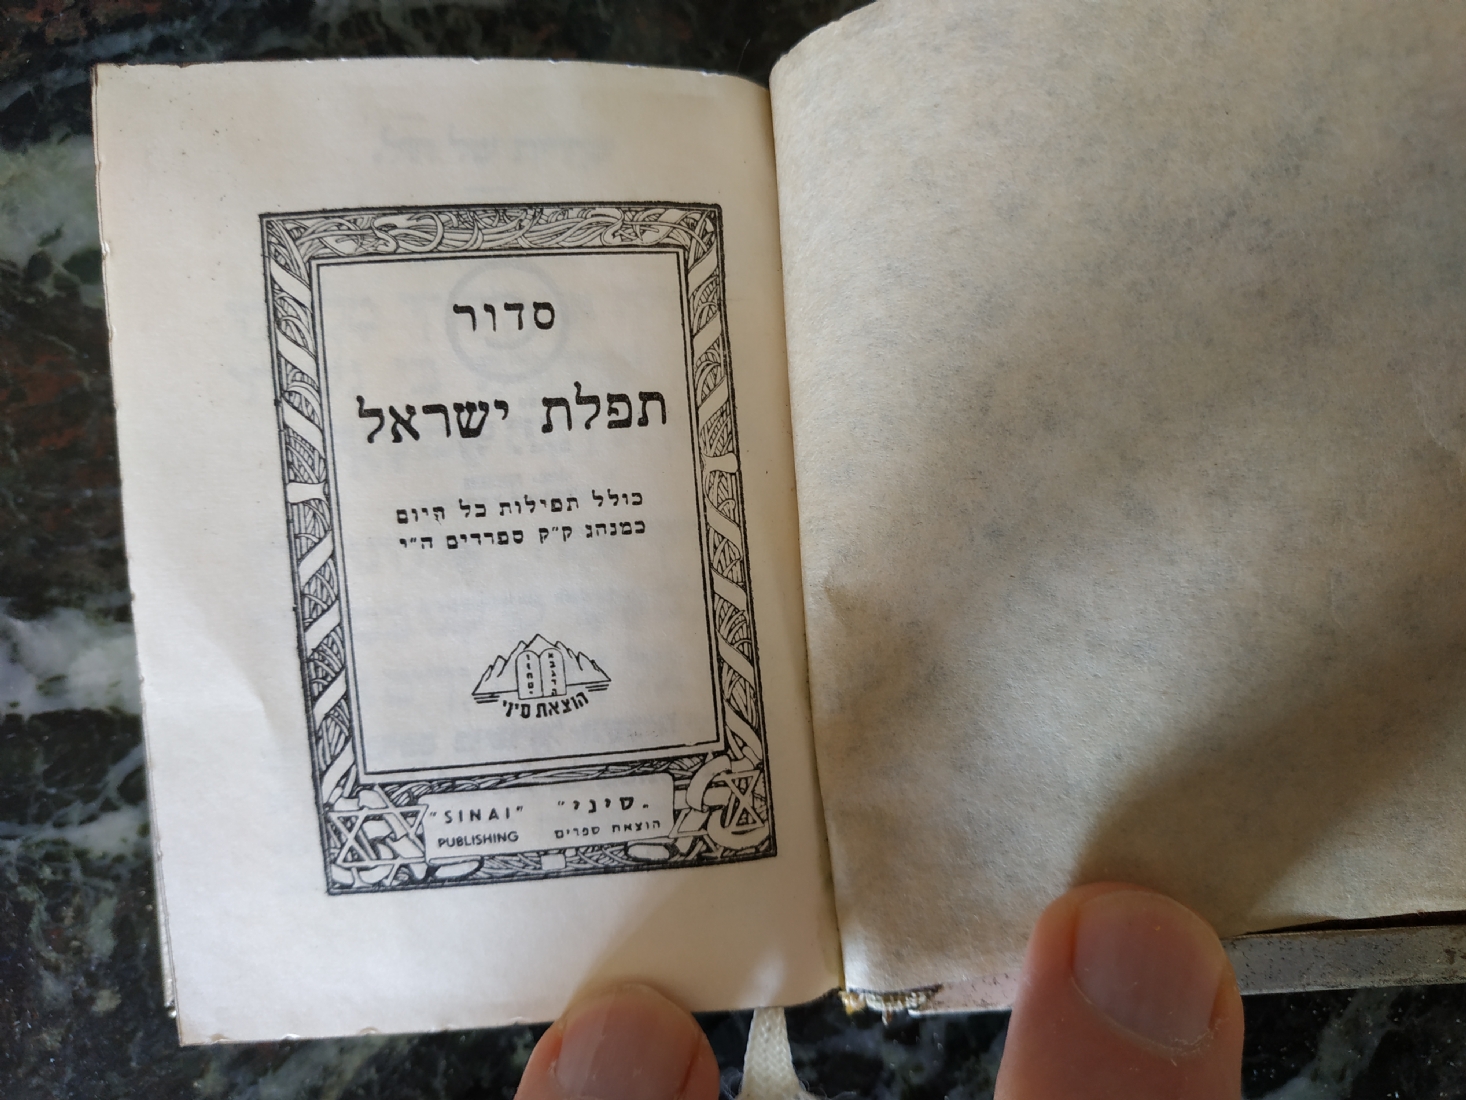 סדור
תפלת ישראל
כולל תפילות כל היום
כמנהג ק״ק ספרדים ה״י
הוצאת סיני
"SINAI" „סיני"
PUBLISHING הוצאת ספרים